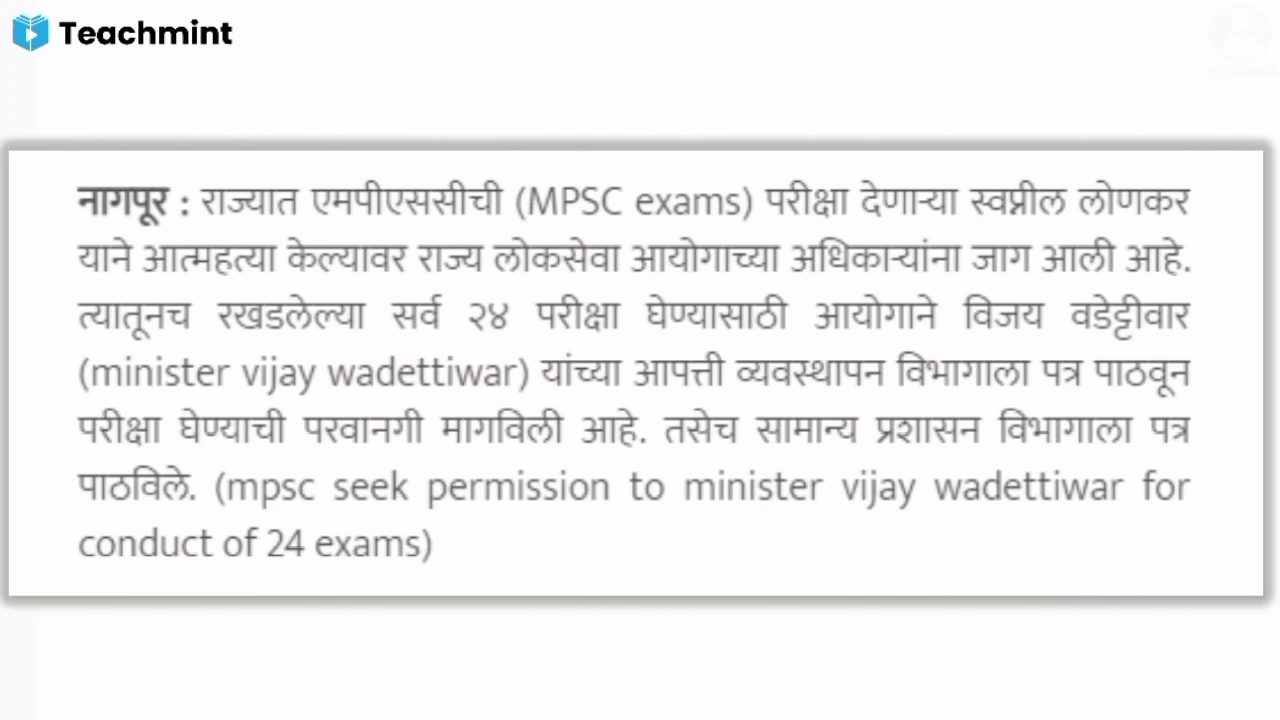 Teachmint
नागपूर : राज्यात एमपीएससीची (MPSC exams) परीक्षा देणाऱ्या स्वप्नील लोणकर
याने आत्महत्या केल्यावर राज्य लोकसेवा आयोगाच्या अधिकाऱ्यांना जाग आली आहे.
त्यातूनच रखडलेल्या सर्व २४ परीक्षा घेण्यासाठी आयोगाने विजय वडेट्टीवार
(minister vijay wadettiwar) यांच्या आपत्ती व्यवस्थापन विभागाला पत्र पाठवून
परीक्षा घेण्याची परवानगी मागविली आहे. तसेच सामान्य प्रशासन विभागाला पत्र
पाठविले. (mpsc seek permission to minister vijay wadettiwar for
conduct of 24 exams)